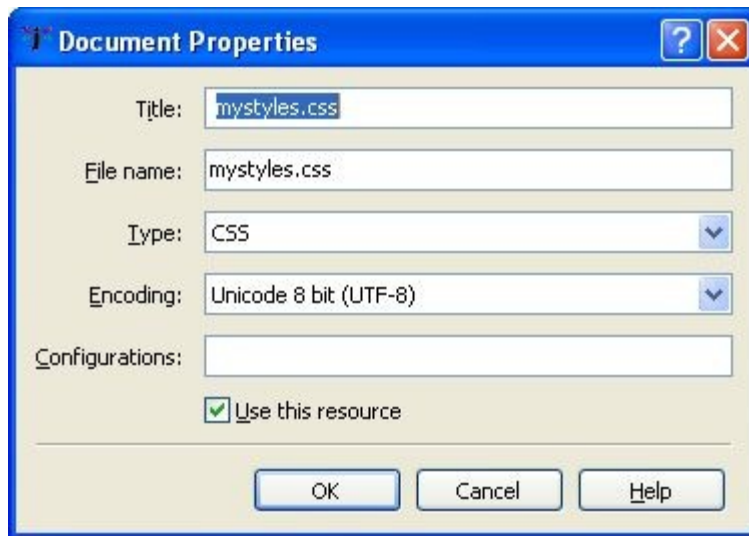 Document Properties
Title: mystyles.css
File name: mystyles.css
Type: CSS
Encoding: Unicode 8 bit (UTF-8)
Configurations:
Use this resource
OK Cancel Help